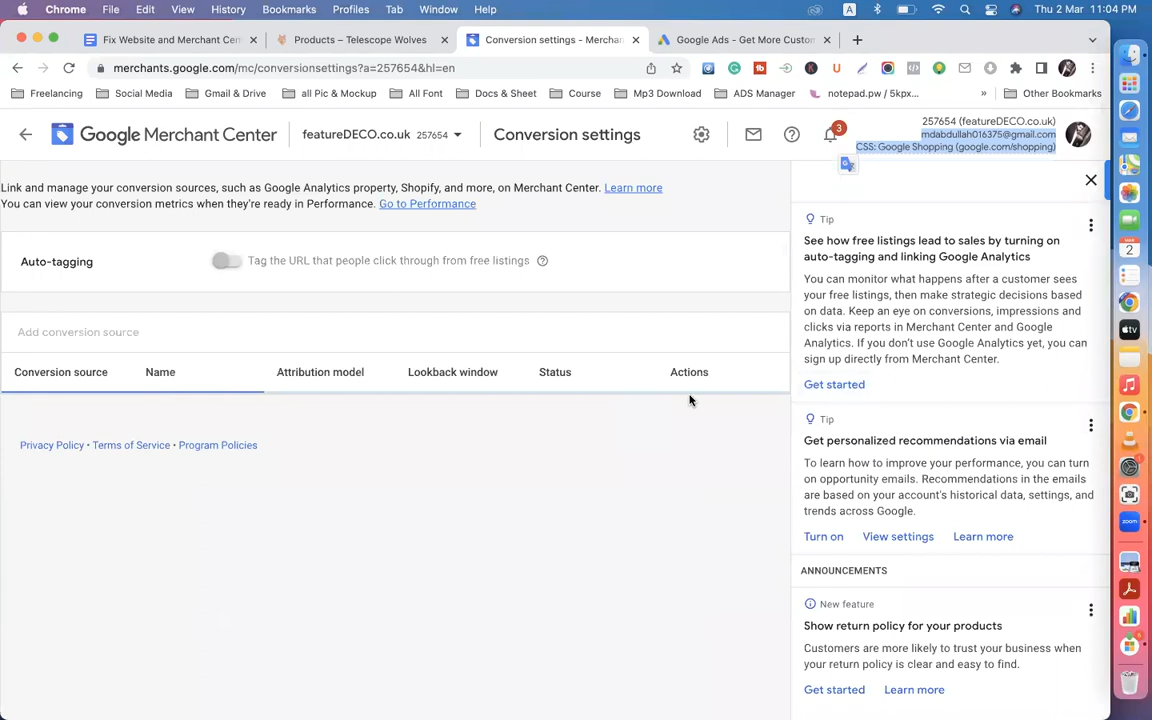 Chrome File Edit View History Bookmarks Profiles Tab Window Help
A Thu 2 Mar 11:04 PM
Fix Website and Merchant Cen
Products – Telescope Wolves
Conversion settings - Merchan
Google Ads - Get More Custom
merchants.google.com/mc/conversionsettings?a=257654&hl=en
Freelancing Social Media Gmail & Drive all Pic & Mockup All Font Docs & Sheet Course Mp3 Download ADS Manager notepad.pw / 5kpx... » Other Bookmarks
Google Merchant Center
featureDECO.co.uk 257654
Conversion settings
3
257654 (featureDECO.co.uk)
mdabdullah016375@gmail.com
CSS: Google Shopping (google.com/shopping)
Link and manage your conversion sources, such as Google Analytics property, Shopify, and more, on Merchant Center. Learn more
You can view your conversion metrics when they're ready in Performance. Go to Performance
Auto-tagging
Tag the URL that people click through from free listings
Add conversion source
Conversion source Name Attribution model Lookback window Status Actions
Privacy Policy • Terms of Service • Program Policies
Tip
See how free listings lead to sales by turning on
auto-tagging and linking Google Analytics
You can monitor what happens after a customer sees
your free listings, then make strategic decisions based
on data. Keep an eye on conversions, impressions and
clicks via reports in Merchant Center and Google
Analytics. If you don't use Google Analytics yet, you can
sign up directly from Merchant Center.
Get started
Tip
Get personalized recommendations via email
To learn how to improve your performance, you can turn
on opportunity emails. Recommendations in the emails
are based on your account's historical data, settings, and
trends across Google.
Turn on View settings Learn more
ANNOUNCEMENTS
New feature
Show return policy for your products
Customers are more likely to trust your business when
your return policy is clear and easy to find.
Get started Learn more